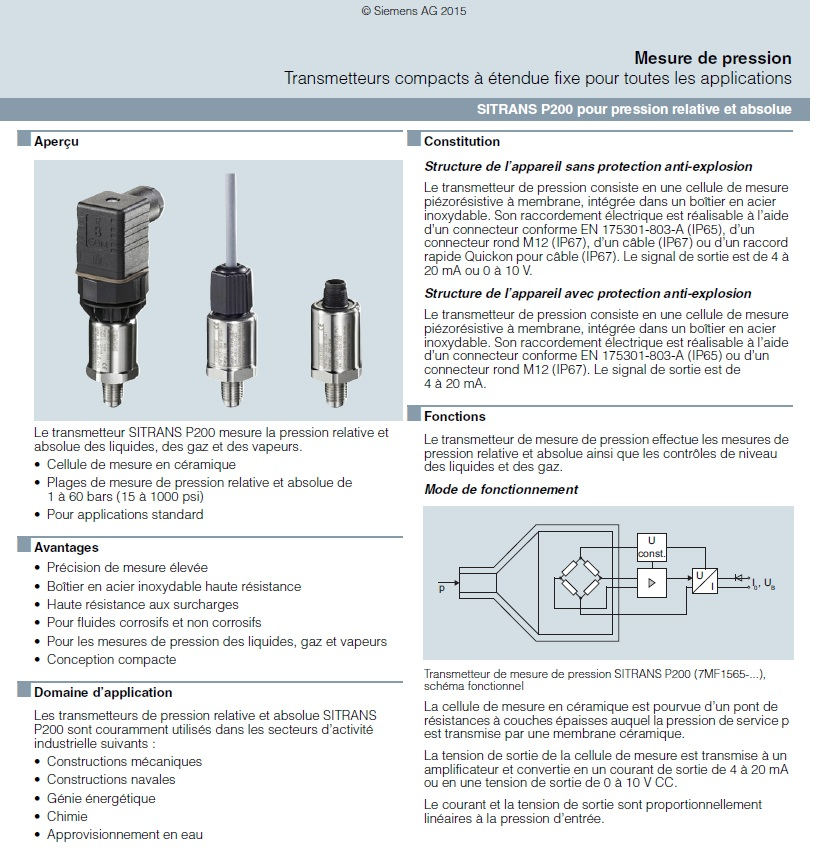 © Siemens AG 2015
Mesure de pression
Transmetteurs compacts à étendue fixe pour toutes les applications
SITRANS P200 pour pression relative et absolue
Aperçu
Le transmetteur SITRANS P200 mesure la pression relative et
absolue des liquides, des gaz et des vapeurs.
• Cellule de mesure en céramique
• Plages de mesure de pression relative et absolue de
1 à 60 bars (15 à 1000 psi)
• Pour applications standard
Avantages
• Précision de mesure élevée
• Boîtier en acier inoxydable haute résistance
• Haute résistance aux surcharges
• Pour fluides corrosifs et non corrosifs
• Pour les mesures de pression des liquides, gaz et vapeurs
• Conception compacte
Domaine d'application
Les transmetteurs de pression relative et absolue SITRANS
P200 sont couramment utilisés dans les secteurs d'activité
industrielle suivants :
• Constructions mécaniques
• Constructions navales
• Génie énergétique
• Chimie
• Approvisionnement en eau
Constitution
Structure de l'appareil sans protection anti-explosion
Le transmetteur de pression consiste en une cellule de mesure
piézorésistive à membrane, intégrée dans un boîtier en acier
inoxydable. Son raccordement électrique est réalisable à l'aide
d'un connecteur conforme EN 175301-803-A (IP65), d'un
connecteur rond M12 (IP67), d'un câble (IP67) ou d'un raccord
rapide Quickon pour câble (IP67). Le signal de sortie est de 4 à
20 mA ou 0 à 10 V.
Structure de l'appareil avec protection anti-explosion
Le transmetteur de pression consiste en une cellule de mesure
piézorésistive à membrane, intégrée dans un boîtier en acier
inoxydable. Son raccordement électrique est réalisable à l'aide
d'un connecteur conforme EN 175301-803-A (IP65) ou d'un
connecteur rond M12 (IP67). Le signal de sortie est de
4 à 20 mA.
Fonctions
Le transmetteur de mesure de pression effectue les mesures de
pression relative et absolue ainsi que les contrôles de niveau
des liquides et des gaz.
Mode de fonctionnement
U
const.
p
U
I
I0, UB
Transmetteur de mesure de pression SITRANS P200 (7MF1565-...),
schéma fonctionnel
La cellule de mesure en céramique est pourvue d'un pont de
résistances à couches épaisses auquel la pression de service p
est transmise par une membrane céramique.
La tension de sortie de la cellule de mesure est transmise à un
amplificateur et convertie en un courant de sortie de 4 à 20 mA
ou en une tension de sortie de 0 à 10 V CC.
Le courant et la tension de sortie sont proportionnellement
linéaires à la pression d'entrée.